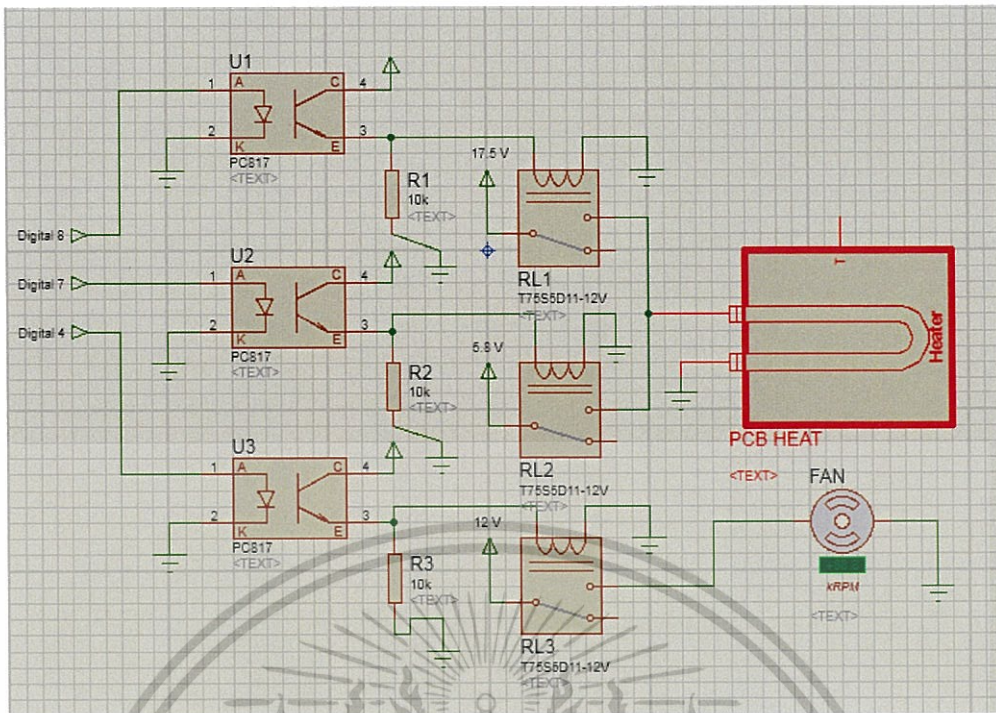 U1
1
A
C
4
2
K
E
3
PC817
<TEXT>
R1
10k
<TEXT>
17.5 V
RL1
T75S5D11-12V
<TEXT>
Digital 8
Digital 7
Digital 4
U2
1
A
C
4
2
K
E
3
PC817
<TEXT>
R2
10k
<TEXT>
5.8 V
RL2
T75S5D11-12V
<TEXT>
T
Heater
PCB HEAT
<TEXT>
U3
1
A
C
4
2
K
E
3
PC817
<TEXT>
R3
10k
<TEXT>
12 V
RL3
T75S5D11-12V
<TEXT>
FAN
kRPM
<TEXT>